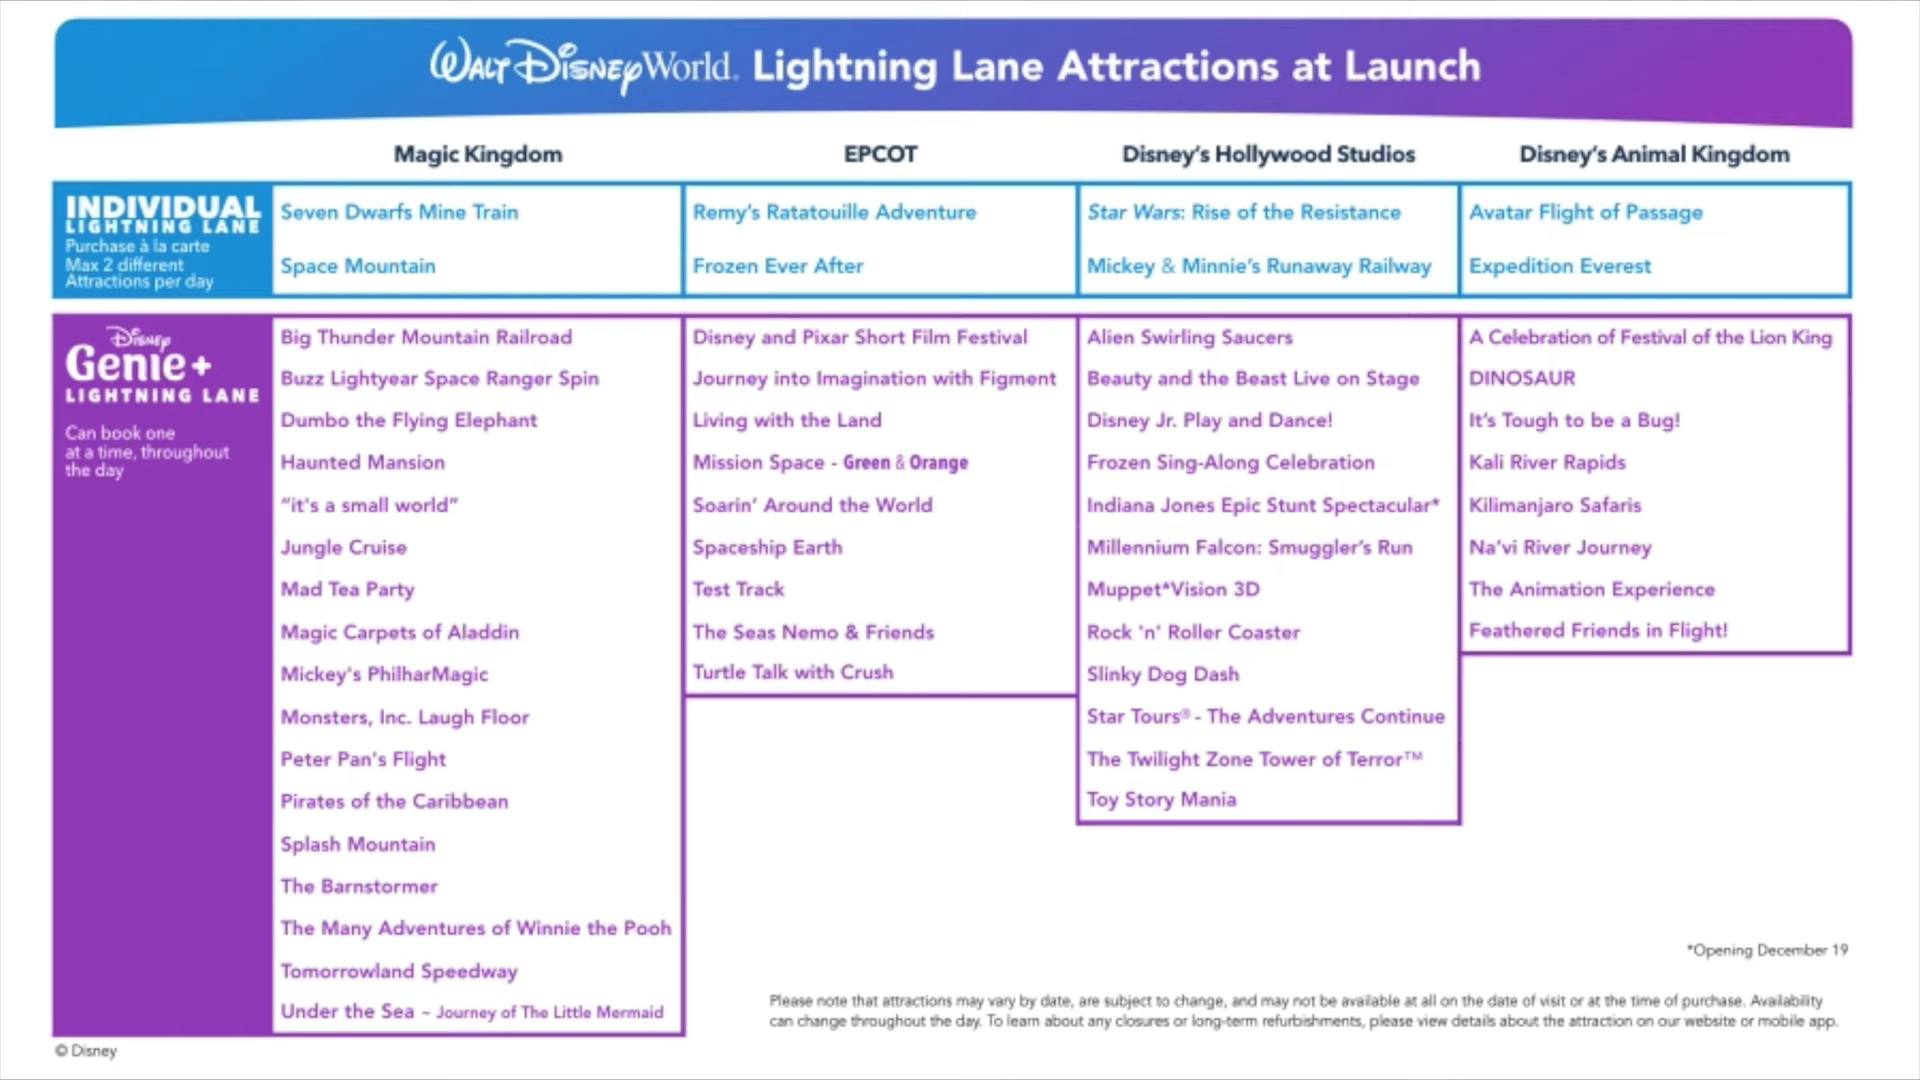 Walt Disney World. Lightning Lane Attractions at Launch
Magic Kingdom
EPCOT
Disney's Hollywood Studios
Disney's Animal Kingdom
INDIVIDUAL
LIGHTNING LANE
Purchase à la carte
Max 2 different
Attractions per day
Seven Dwarfs Mine Train
Space Mountain
Remy's Ratatouille Adventure
Frozen Ever After
Star Wars: Rise of the Resistance
Mickey & Minnie's Runaway Railway
Avatar Flight of Passage
Expedition Everest
Disney
Genie+
LIGHTNING LANE
Can book one
at a time, throughout
the day
Big Thunder Mountain Railroad
Buzz Lightyear Space Ranger Spin
Dumbo the Flying Elephant
Haunted Mansion
“it's a small world”
Jungle Cruise
Mad Tea Party
Magic Carpets of Aladdin
Mickey's PhilharMagic
Monsters, Inc. Laugh Floor
Peter Pan's Flight
Pirates of the Caribbean
Splash Mountain
The Barnstormer
The Many Adventures of Winnie the Pooh
Tomorrowland Speedway
Under the Sea ~ Journey of The Little Mermaid
Disney and Pixar Short Film Festival
Journey into Imagination with Figment
Living with the Land
Mission Space - Green & Orange
Soarin' Around the World
Spaceship Earth
Test Track
The Seas Nemo & Friends
Turtle Talk with Crush
Alien Swirling Saucers
Beauty and the Beast Live on Stage
Disney Jr. Play and Dance!
Frozen Sing-Along Celebration
Indiana Jones Epic Stunt Spectacular*
Millennium Falcon: Smuggler's Run
Muppet*Vision 3D
Rock 'n' Roller Coaster
Slinky Dog Dash
Star Tours® - The Adventures Continue
The Twilight Zone Tower of Terror™
Toy Story Mania
A Celebration of Festival of the Lion King
DINOSAUR
It's Tough to be a Bug!
Kali River Rapids
Kilimanjaro Safaris
Na'vi River Journey
The Animation Experience
Feathered Friends in Flight!
*Opening December 19
Please note that attractions may vary by date, are subject to change, and may not be available at all on the date of visit or at the time of purchase. Availability
can change throughout the day. To learn about any closures or long-term refurbishments, please view details about the attraction on our website or mobile app.
© Disney